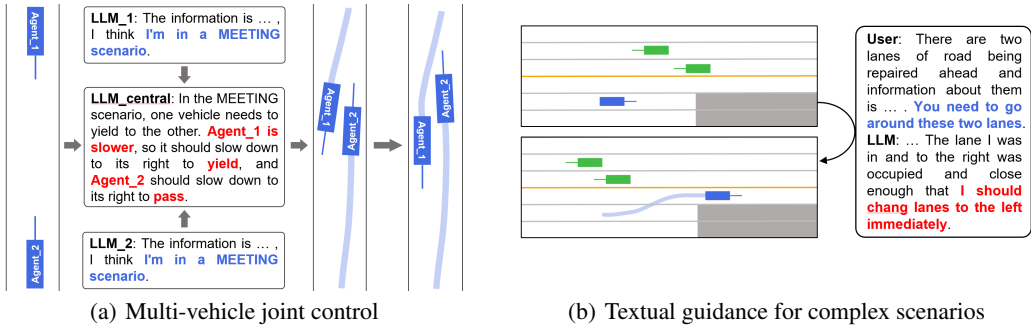 Agent_1
Agent_2
LLM_1: The information is ... ,
I think I'm in a MEETING
scenario.
LLM_central: In the MEETING
scenario, one vehicle needs to
yield to the other. Agent_1 is
slower, so it should slow down
to its right to yield, and
Agent_2 should slow down to
its right to pass.
LLM_2: The information is ... ,
I think I'm in a MEETING
scenario.
Agent_1
Agent_2
Agent_2
Agent_1
(a) Multi-vehicle joint control
User: There are two
lanes of road being
repaired ahead and
information about them
is ... . You need to go
around these two lanes.
LLM: ... The lane I was
in and to the right was
occupied and close
enough that I should
chang lanes to the left
immediately.
(b) Textual guidance for complex scenarios